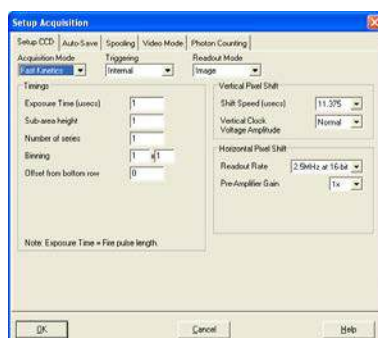 Setup Acquisition
Setup CCD Auto-Save Spooling Video Mode Photon Counting
Acquisition Mode Triggering Readout Mode
Fast Kinetics Internal Image
Timings
Exposure Time (usecs) 1
Sub-area height 1
Number of series 1
Binning 1 x 1
Offset from bottom row 0
Note: Exposure Time = Fire pulse length.
Vertical Pixel Shift
Shift Speed (usecs) 11.375
Vertical Clock
Voltage Amplitude Normal
Horizontal Pixel Shift
Readout Rate 2.5MHz at 16-bit
Pre-Amplifier Gain 1x
OK Cancel Help